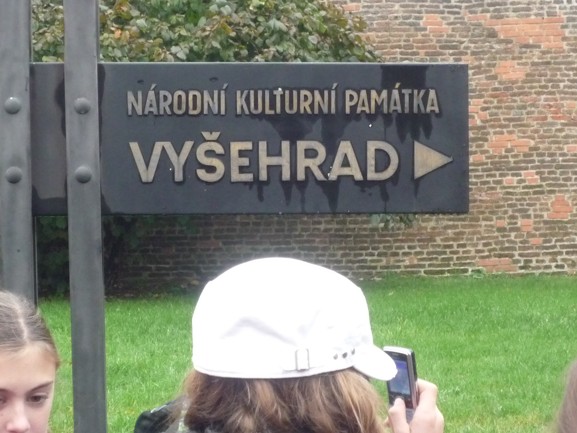 NÁRODNÍ KULTURNÍ PAMÁTKA
VYŠEHRAD